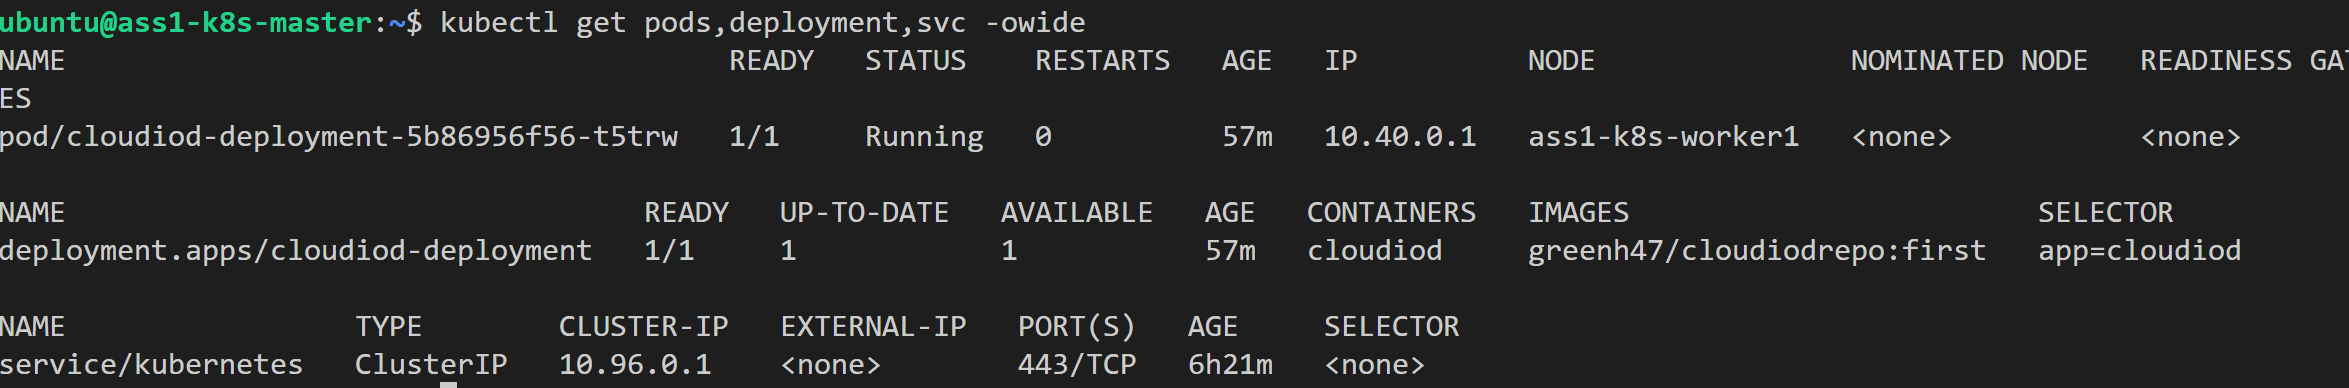 ubuntu@ass1-k8s-master:~$ kubectl get pods,deployment,svc -owide
NAME                                       READY   STATUS    RESTARTS   AGE   IP          NODE               NOMINATED NODE   READINESS GAT
ES
pod/cloudiod-deployment-5b86956f56-t5trw   1/1     Running   0          57m   10.40.0.1   ass1-k8s-worker1   <none>           <none>
NAME                                  READY   UP-TO-DATE   AVAILABLE   AGE   CONTAINERS   IMAGES                        SELECTOR
deployment.apps/cloudiod-deployment   1/1     1            1           57m   cloudiod     greenh47/cloudiodrepo:first   app=cloudiod
NAME                 TYPE        CLUSTER-IP   EXTERNAL-IP   PORT(S)   AGE     SELECTOR
service/kubernetes   ClusterIP   10.96.0.1    <none>        443/TCP   6h21m   <none>